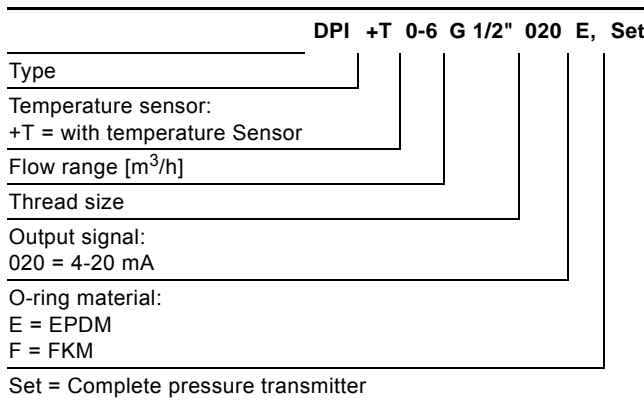 DPI +T 0-6 G 1/2" 020 E, Set
Type
Temperature sensor:
+T = with temperature Sensor
Flow range [m³/h]
Thread size
Output signal:
020 = 4-20 mA
O-ring material:
E = EPDM
F = FKM
Set = Complete pressure transmitter